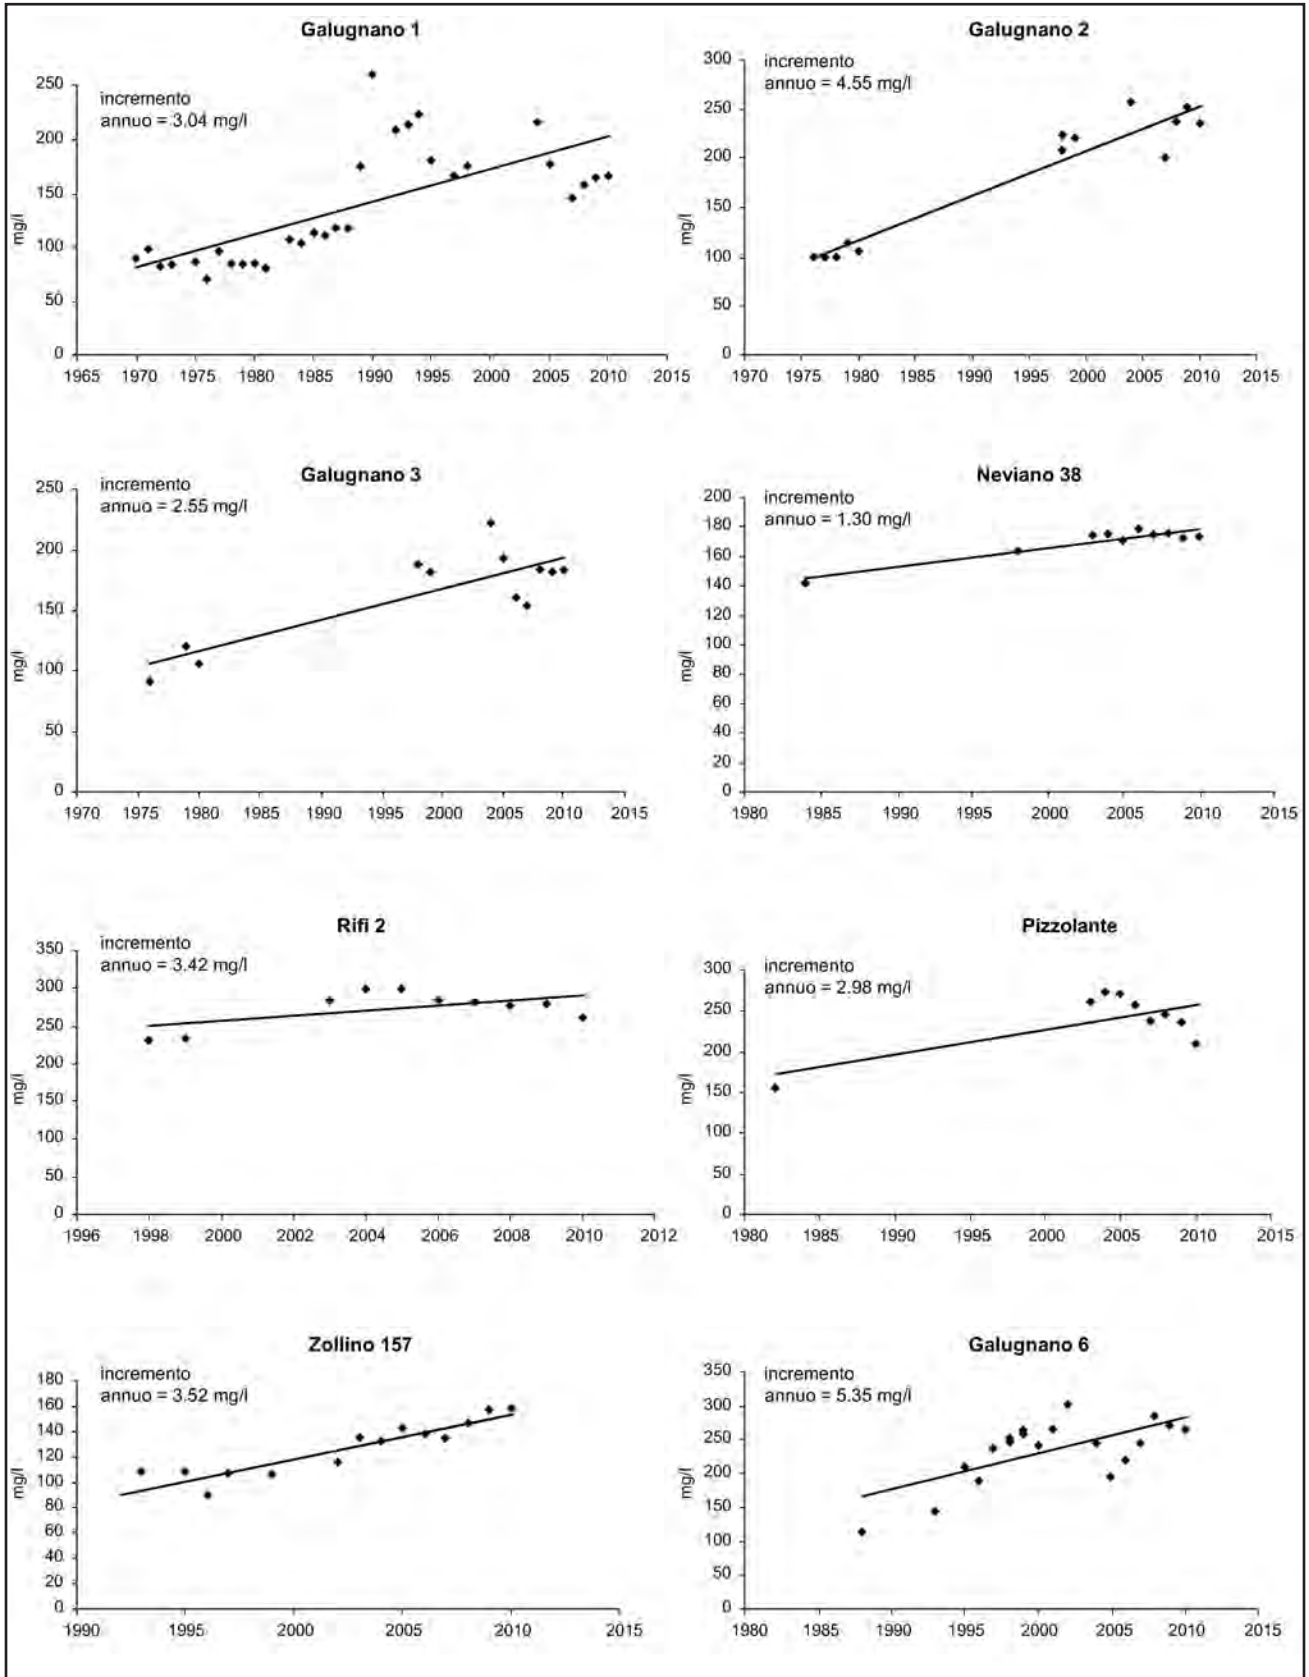 Galugnano 1
incremento
annuo = 3.04 mg/l
mg/l
250
200
150
100
50
0
1965 1970 1975 1980 1985 1990 1995 2000 2005 2010 2015
Galugnano 2
incremento
annuo = 4.55 mg/l
mg/l
300
250
200
150
100
50
0
1970 1975 1980 1985 1990 1995 2000 2005 2010 2015
Galugnano 3
incremento
annuo = 2.55 mg/l
mg/l
250
200
150
100
50
0
1970 1975 1980 1985 1990 1995 2000 2005 2010 2015
Neviano 38
incremento
annuo = 1.30 mg/l
mg/l
200
180
160
140
120
100
80
60
40
20
0
1980 1985 1990 1995 2000 2005 2010 2015
Rifi 2
incremento
annuo = 3.42 mg/l
mg/l
350
300
250
200
150
100
50
0
1996 1998 2000 2002 2004 2006 2008 2010 2012
Pizzolante
incremento
annuo = 2.98 mg/l
mg/l
300
250
200
150
100
50
0
1980 1985 1990 1995 2000 2005 2010 2015
Zollino 157
incremento
annuo = 3.52 mg/l
mg/l
180
160
140
120
100
80
60
40
20
0
1990 1995 2000 2005 2010 2015
Galugnano 6
incremento
annuo = 5.35 mg/l
mg/l
350
300
250
200
150
100
50
0
1980 1985 1990 1995 2000 2005 2010 2015